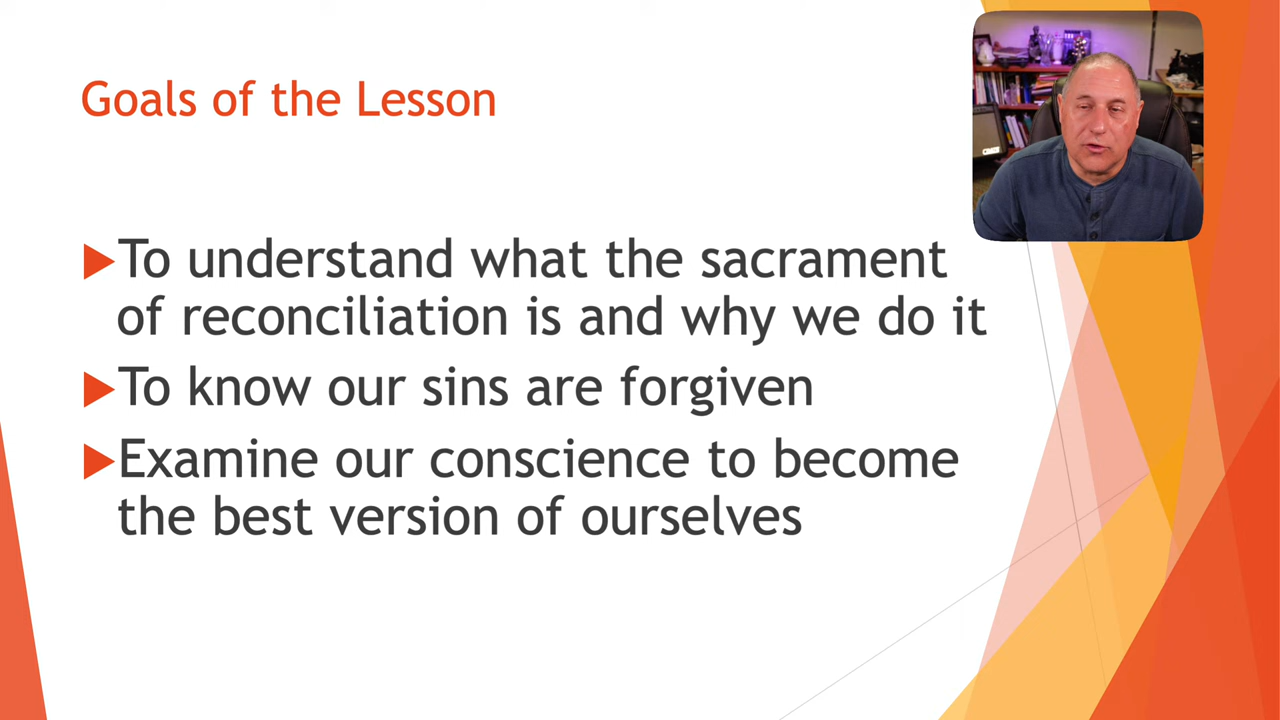 Goals of the Lesson
To understand what the sacrament
of reconciliation is and why we do it
To know our sins are forgiven
Examine our conscience to become
the best version of ourselves